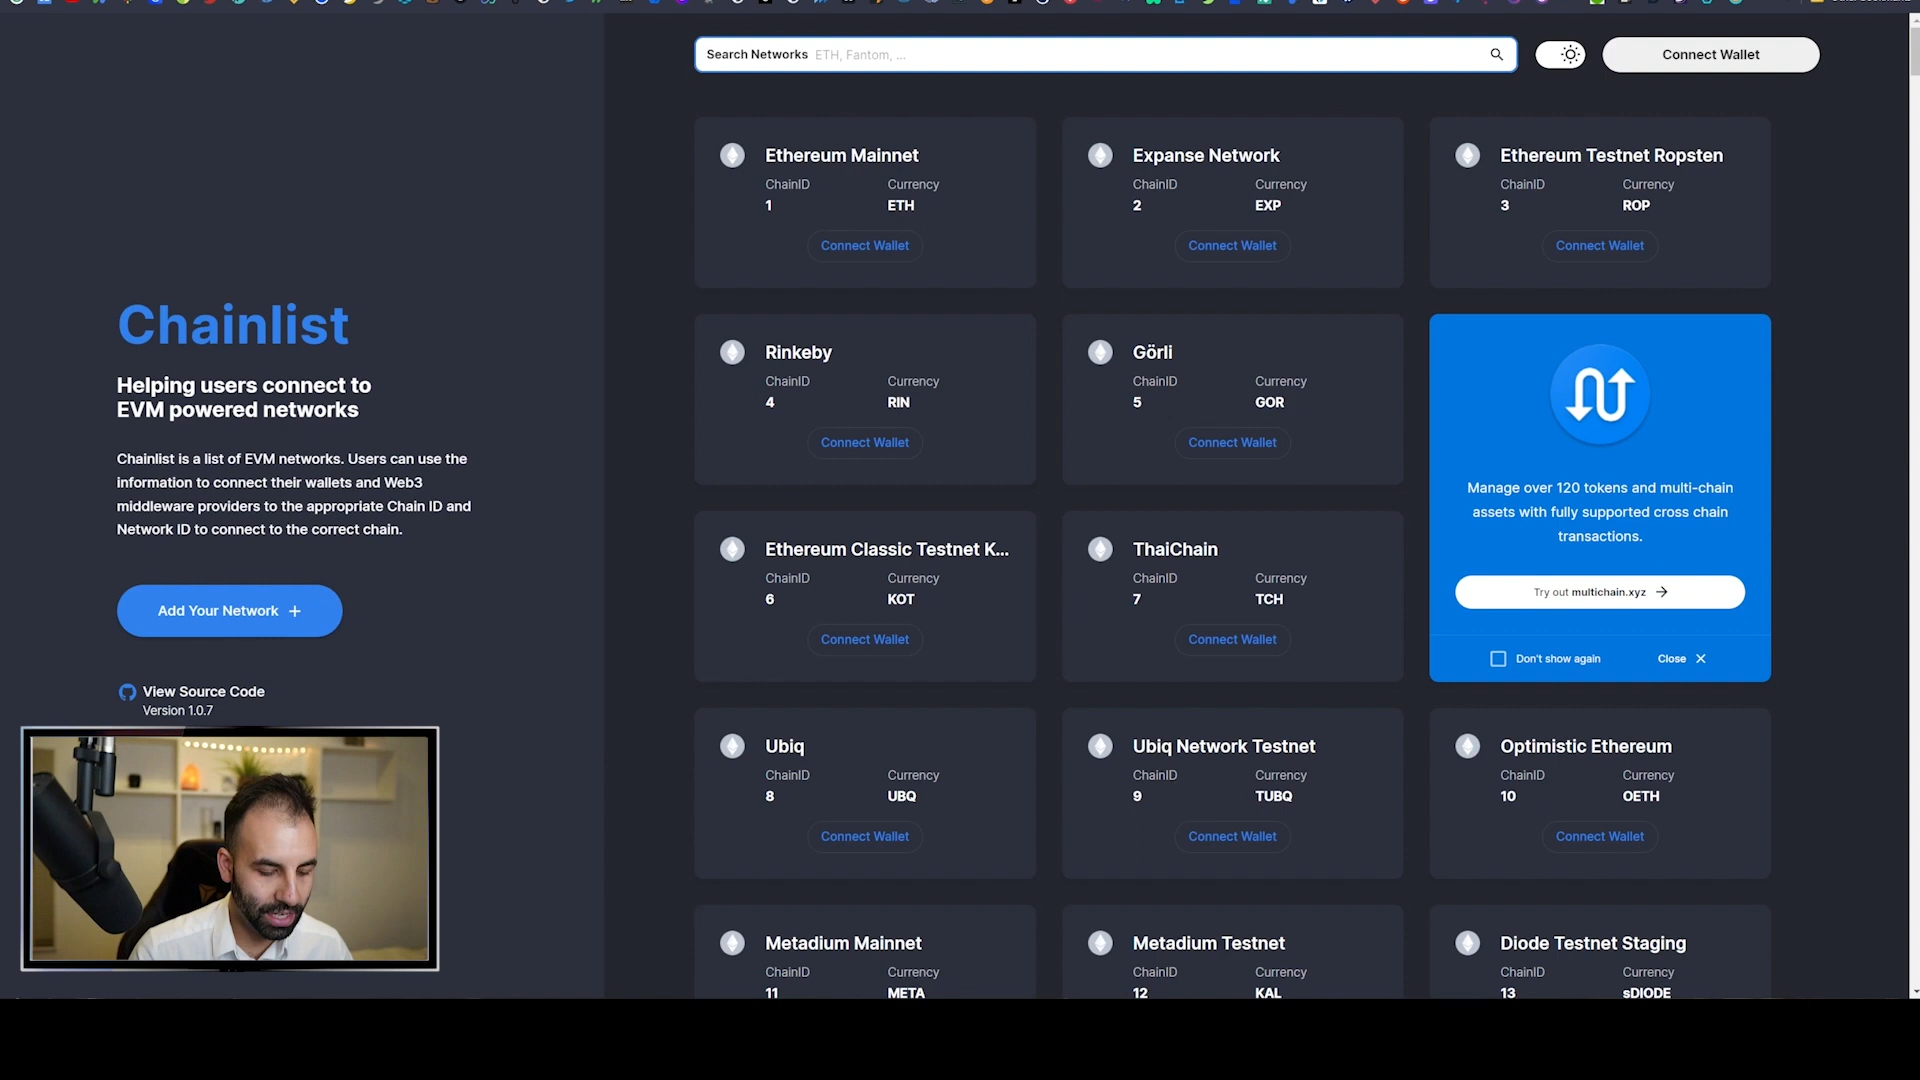 Search Networks ETH, Fantom, ...
Connect Wallet
Chainlist
Helping users connect to
EVM powered networks
Chainlist is a list of EVM networks. Users can use the
information to connect their wallets and Web3
middleware providers to the appropriate Chain ID and
Network ID to connect to the correct chain.
Add Your Network +
View Source Code
Version 1.0.7
Ethereum Mainnet
ChainID Currency
1 ETH
Connect Wallet
Expanse Network
ChainID Currency
2 EXP
Connect Wallet
Ethereum Testnet Ropsten
ChainID Currency
3 ROP
Connect Wallet
Rinkeby
ChainID Currency
4 RIN
Connect Wallet
Görli
ChainID Currency
5 GOR
Connect Wallet
Manage over 120 tokens and multi-chain
assets with fully supported cross chain
transactions.
Try out multichain.xyz →
Don't show again Close X
Ethereum Classic Testnet K...
ChainID Currency
6 KOT
Connect Wallet
ThaiChain
ChainID Currency
7 TCH
Connect Wallet
Ubiq
ChainID Currency
8 UBQ
Connect Wallet
Ubiq Network Testnet
ChainID Currency
9 TUBQ
Connect Wallet
Optimistic Ethereum
ChainID Currency
10 OETH
Connect Wallet
Metadium Mainnet
ChainID Currency
11 META
Metadium Testnet
ChainID Currency
12 KAL
Diode Testnet Staging
ChainID Currency
13 sDIODE